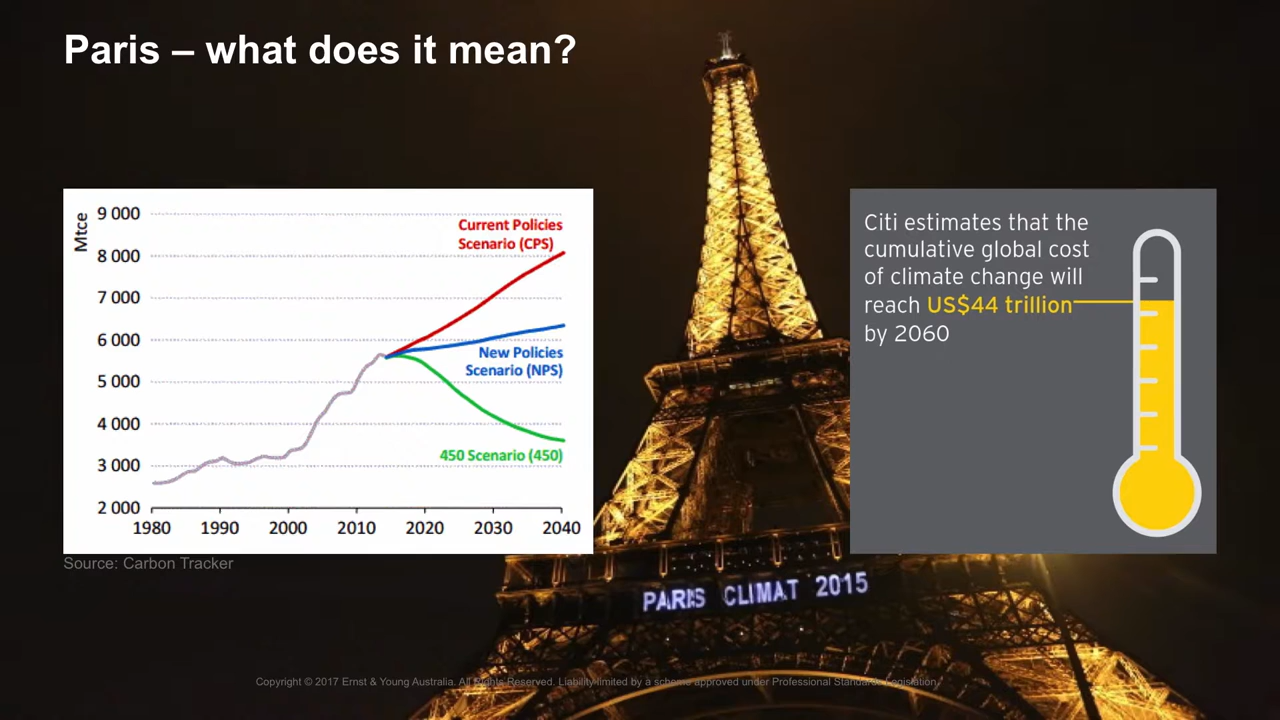 Paris – what does it mean?
Mtce
9 000
8 000
7 000
6 000
5 000
4 000
3 000
2 000
1980
1990
2000
2010
2020
2030
2040
Current Policies
Scenario (CPS)
New Policies
Scenario (NPS)
450 Scenario (450)
Source: Carbon Tracker
Citi estimates that the
cumulative global cost
of climate change will
reach US$44 trillion
by 2060
PARIS CLIMAT 2015
Copyright © 2017 Ernst & Young Australia. All Rights Reserved. Liability limited by a scheme approved under Professional Standards Legislation.